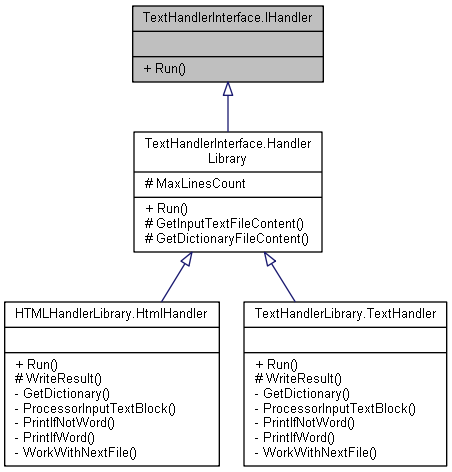 TextHandlerInterface.IHandler
+ Run()
TextHandlerInterface.Handler
Library
# MaxLinesCount
+ Run()
# GetInputTextFileContent()
# GetDictionaryFileContent()
HTMLHandlerLibrary.HtmlHandler
+ Run()
# WriteResult()
- GetDictionary()
- ProcessorInputTextBlock()
- PrintIfNotWord()
- PrintIfWord()
- WorkWithNextFile()
TextHandlerLibrary.TextHandler
+ Run()
# WriteResult()
- GetDictionary()
- ProcessorInputTextBlock()
- PrintIfNotWord()
- PrintIfWord()
- WorkWithNextFile()